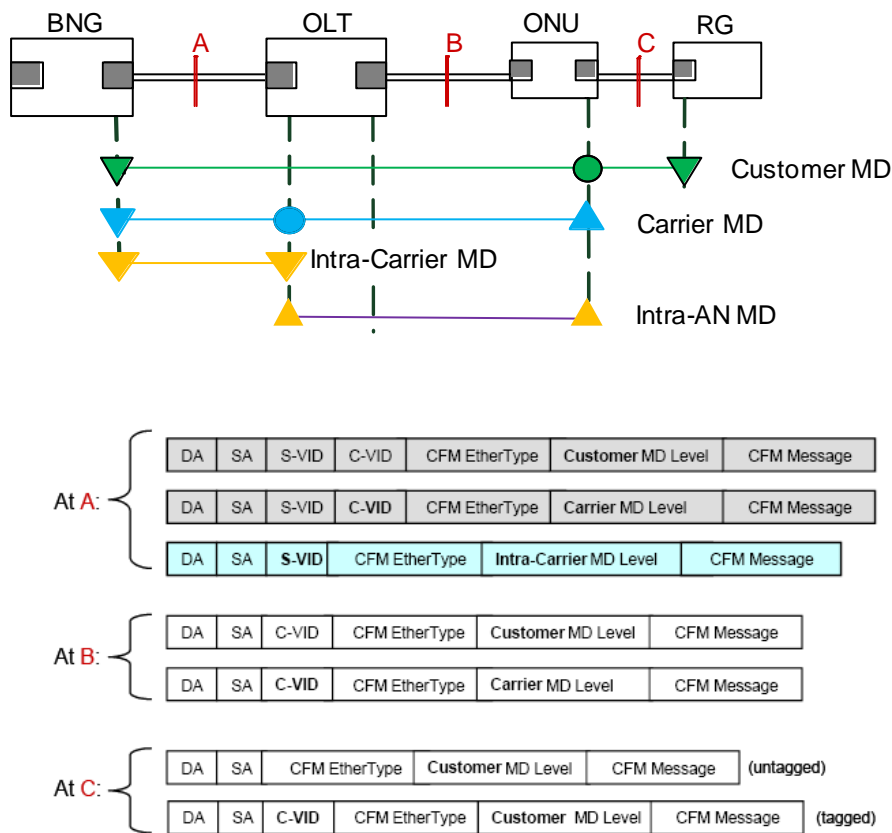 BNG OLT ONU RG
A B C
Customer MD
Carrier MD
Intra-Carrier MD
Intra-AN MD
At A:
DA SA S-VID C-VID CFM EtherType Customer MD Level CFM Message
DA SA S-VID C-VID CFM EtherType Carrier MD Level CFM Message
DA SA S-VID CFM EtherType Intra-Carrier MD Level CFM Message
At B:
DA SA C-VID CFM EtherType Customer MD Level CFM Message
DA SA C-VID CFM EtherType Carrier MD Level CFM Message
At C:
DA SA CFM EtherType Customer MD Level CFM Message (untagged)
DA SA C-VID CFM EtherType Customer MD Level CFM Message (tagged)